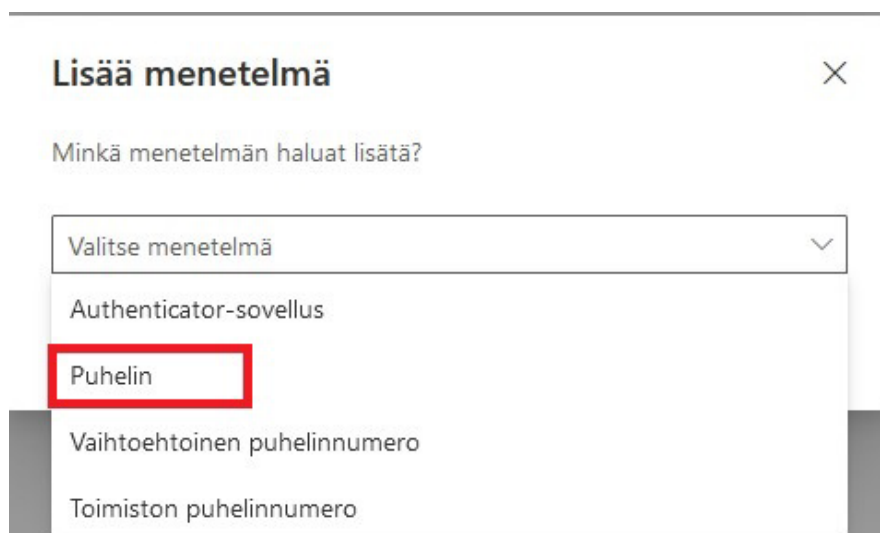 Lisää menetelmä
Minkä menetelmän haluat lisätä?
Valitse menetelmä
Authenticator-sovellus
Puhelin
Vaihtoehtoinen puhelinnumero
Toimiston puhelinnumero